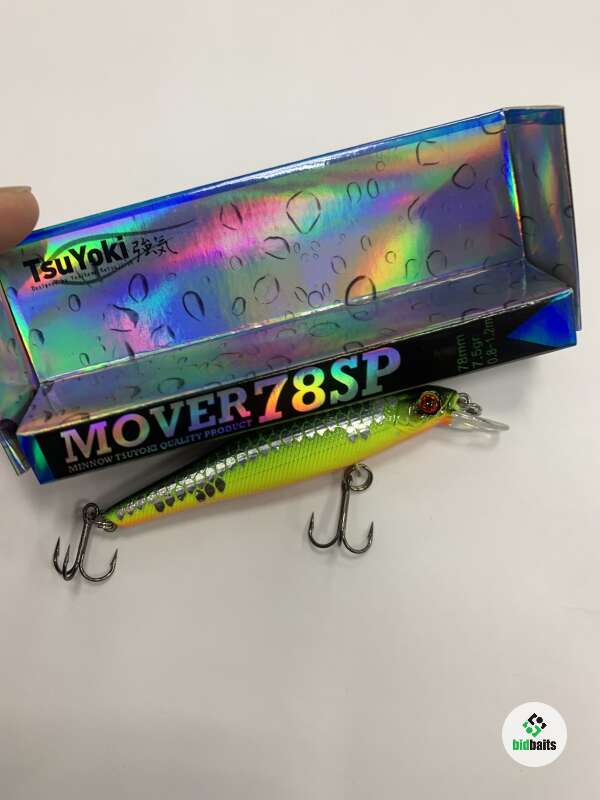 TsuYoki 強気
MOVER 78SP
MINNOW TSUYOKI QUALITY PRODUCT
78mm
7.5gr
0.8-1.2m
bidbaits